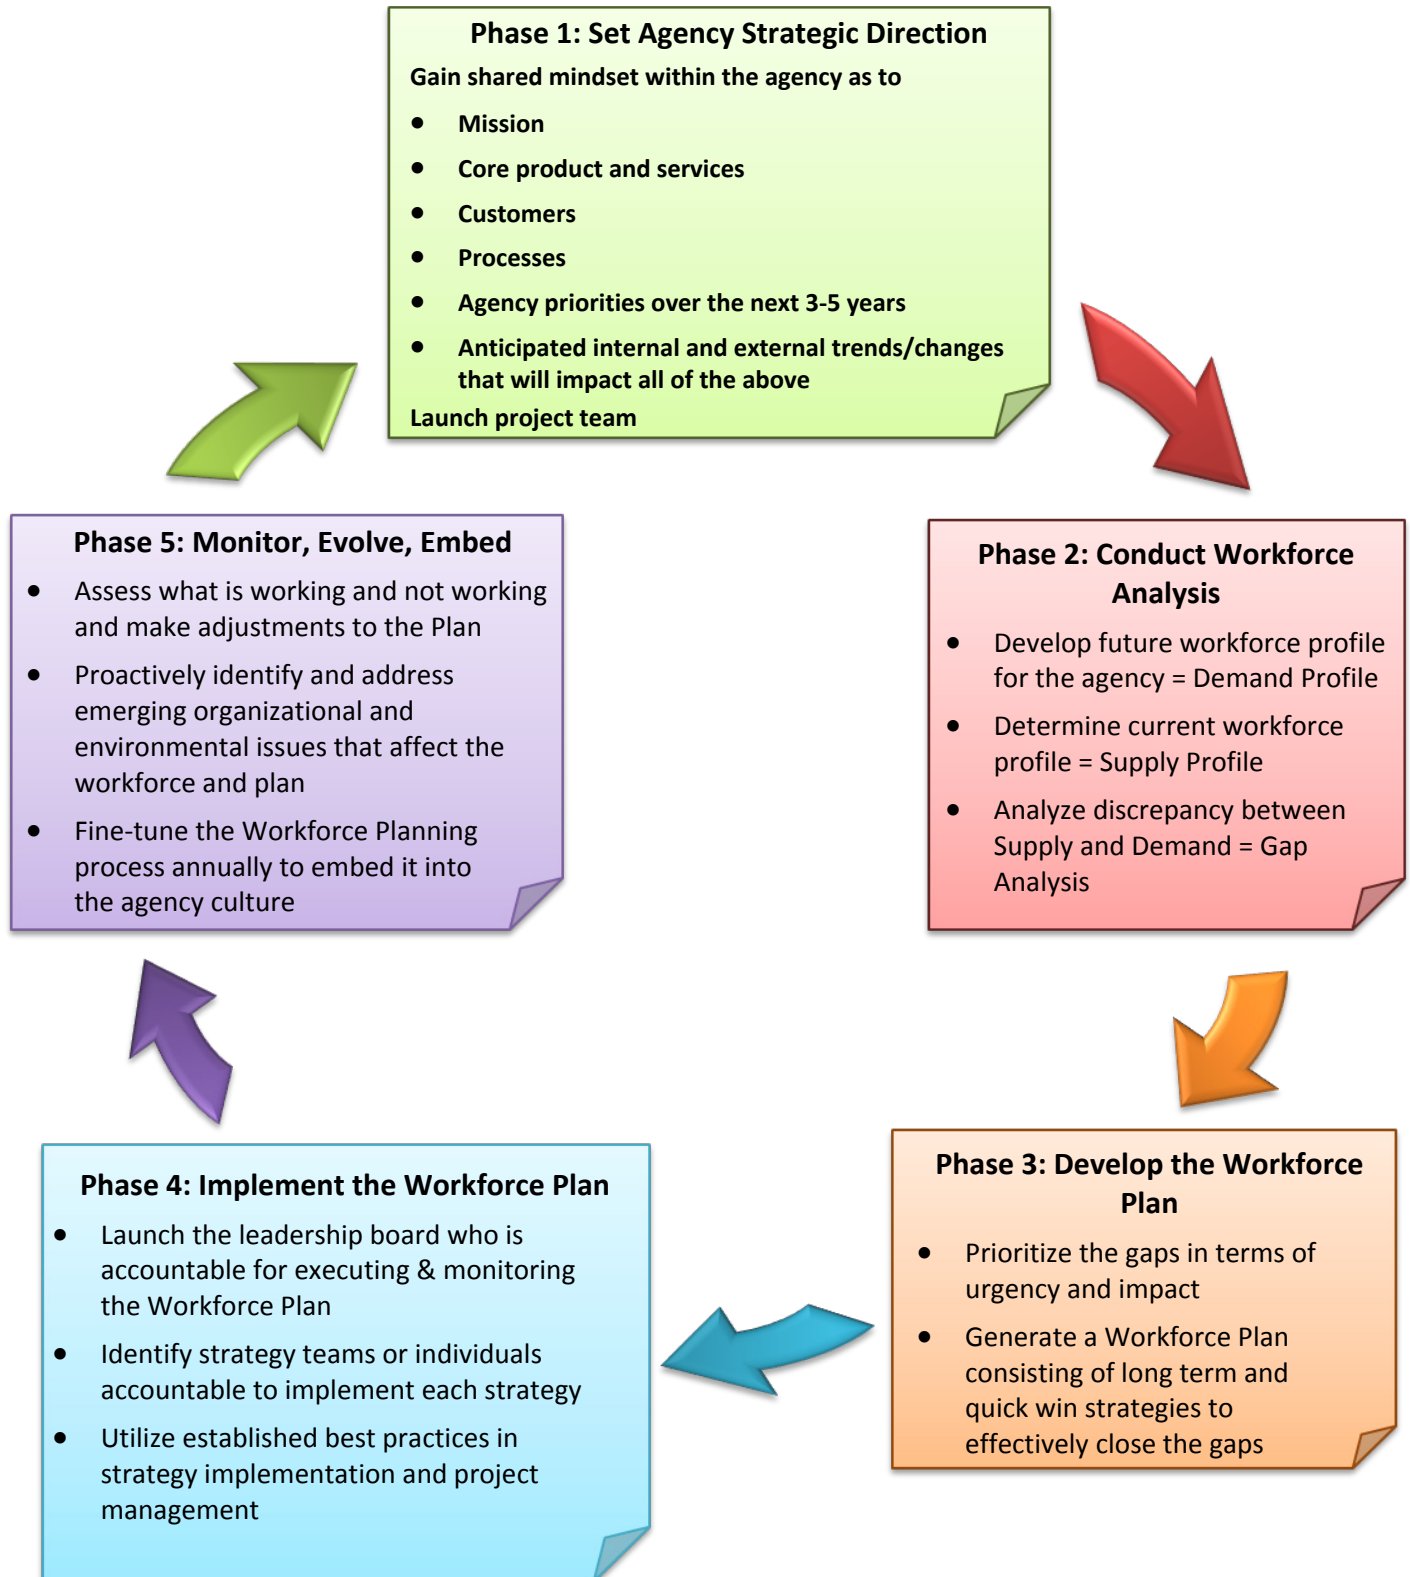 Phase 1: Set Agency Strategic Direction
Gain shared mindset within the agency as to
• Mission
• Core product and services
• Customers
• Processes
• Agency priorities over the next 3-5 years
• Anticipated internal and external trends/changes
that will impact all of the above
Launch project team
Phase 2: Conduct Workforce
Analysis
• Develop future workforce profile
for the agency = Demand Profile
• Determine current workforce
profile = Supply Profile
• Analyze discrepancy between
Supply and Demand = Gap
Analysis
Phase 3: Develop the Workforce
Plan
• Prioritize the gaps in terms of
urgency and impact
• Generate a Workforce Plan
consisting of long term and
quick win strategies to
effectively close the gaps
Phase 4: Implement the Workforce Plan
• Launch the leadership board who is
accountable for executing & monitoring
the Workforce Plan
• Identify strategy teams or individuals
accountable to implement each strategy
• Utilize established best practices in
strategy implementation and project
management
Phase 5: Monitor, Evolve, Embed
• Assess what is working and not working
and make adjustments to the Plan
• Proactively identify and address
emerging organizational and
environmental issues that affect the
workforce and plan
• Fine-tune the Workforce Planning
process annually to embed it into
the agency culture